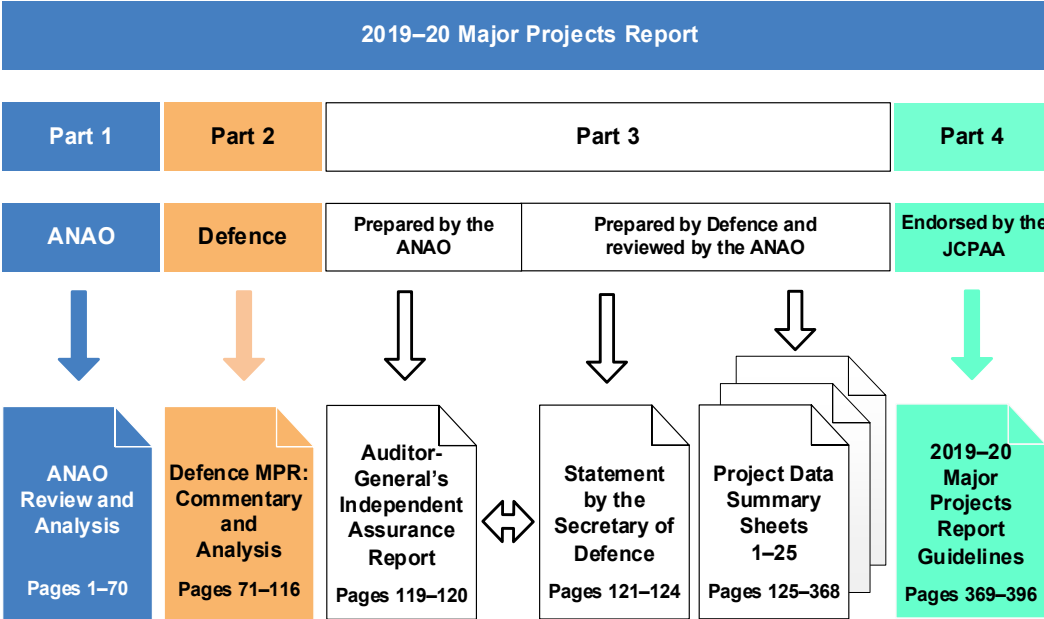 2019–20 Major Projects Report
Part 1
Part 2
Part 3
Part 4
ANAO
Defence
Prepared by the
ANAO
Prepared by Defence and
reviewed by the ANAO
Endorsed by the
JCPAA
ANAO
Review and
Analysis
Pages 1–70
Defence MPR:
Commentary
and
Analysis
Pages 71–116
Auditor-
General's
Independent
Assurance
Report
Pages 119–120
Statement
by the
Secretary of
Defence
Pages 121–124
Project Data
Summary
Sheets
1–25
Pages 125–368
2019–20
Major
Projects
Report
Guidelines
Pages 369–396